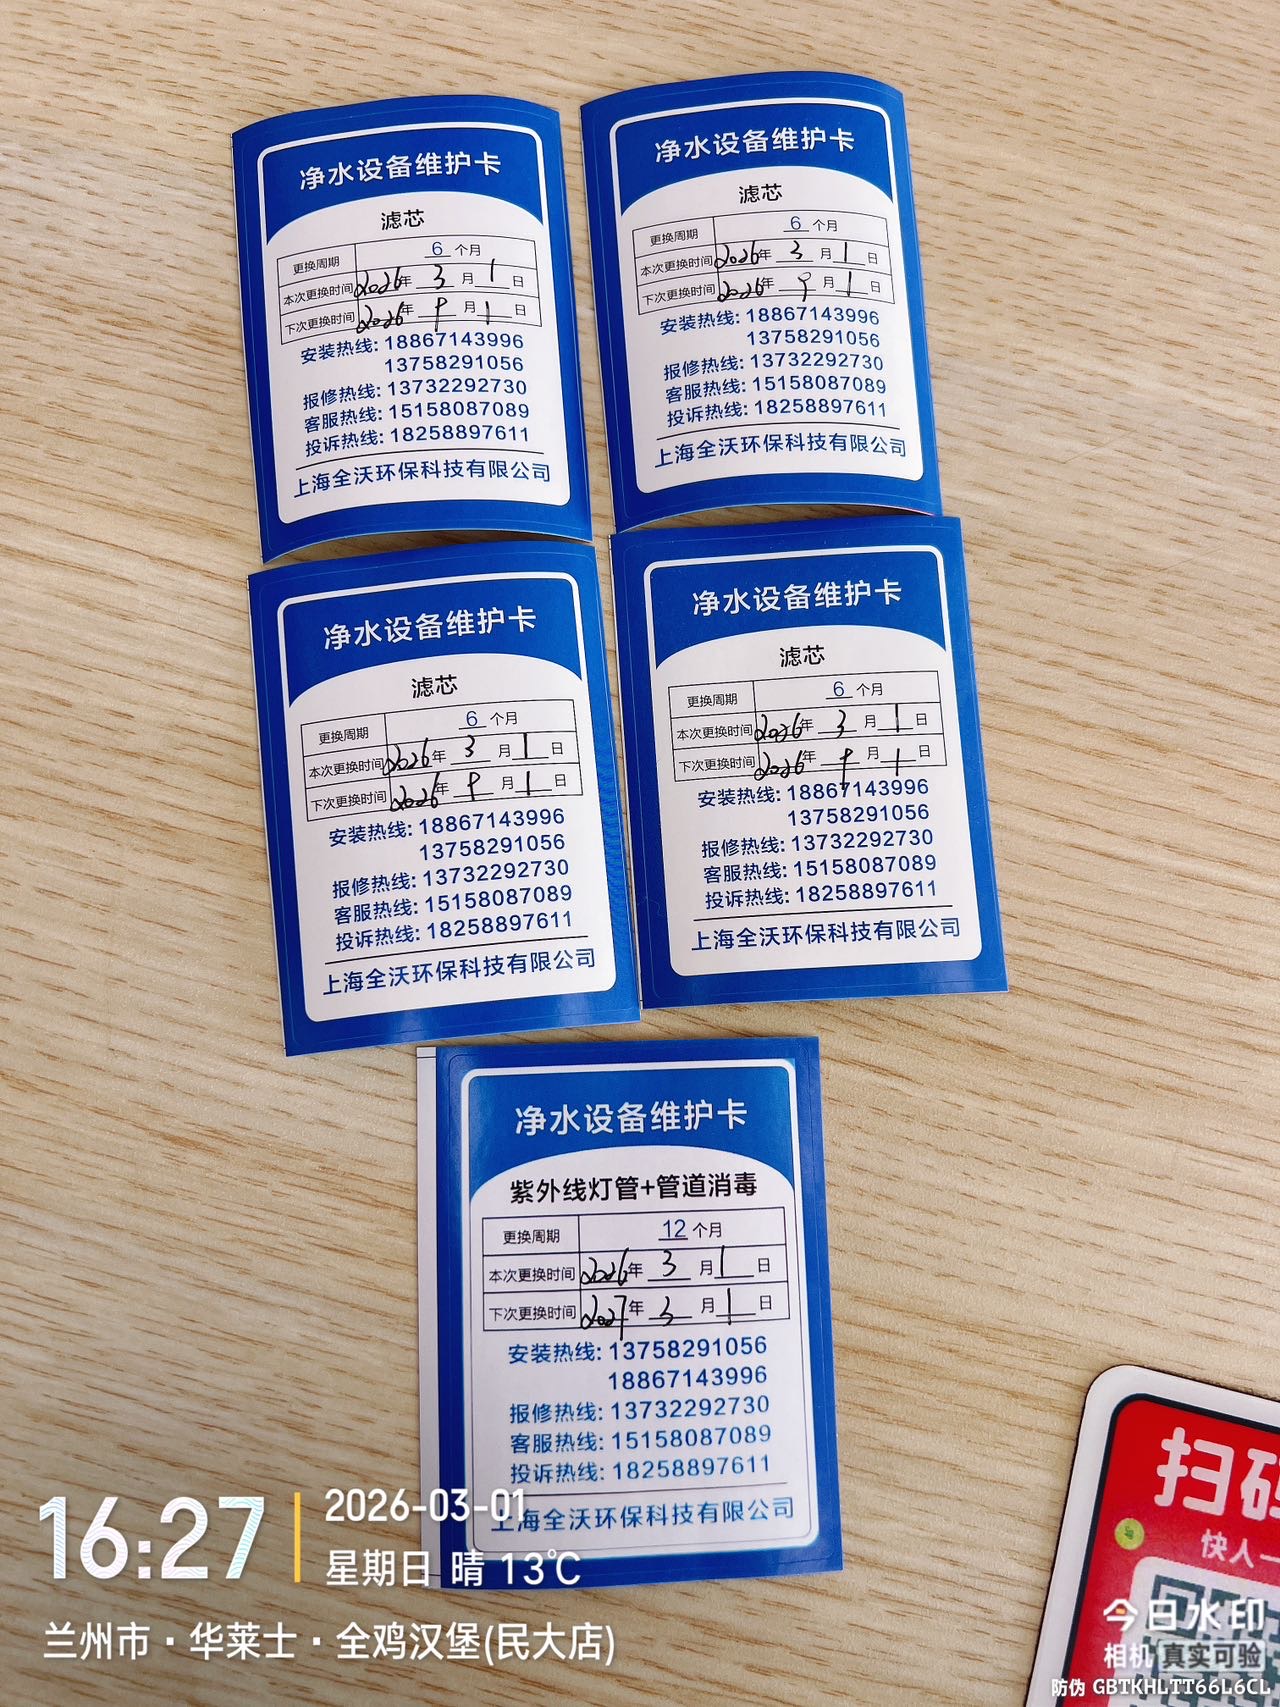 净水设备维护卡
滤芯
更换周期 6 个月
本次更换时间 2026年 3 月 1 日
下次更换时间 2026年 9 月 1 日
安装热线: 18867143996
13758291056
报修热线: 13732292730
客服热线: 15158087089
投诉热线: 18258897611
上海全沃环保科技有限公司
净水设备维护卡
滤芯
更换周期 6 个月
本次更换时间 2026年 3 月 1 日
下次更换时间 2026年 9 月 1 日
安装热线: 18867143996
13758291056
报修热线: 13732292730
客服热线: 15158087089
投诉热线: 18258897611
上海全沃环保科技有限公司
净水设备维护卡
滤芯
更换周期 6 个月
本次更换时间 2026年 3 月 1 日
下次更换时间 2026年 9 月 1 日
安装热线: 18867143996
13758291056
报修热线: 13732292730
客服热线: 15158087089
投诉热线: 18258897611
上海全沃环保科技有限公司
净水设备维护卡
滤芯
更换周期 6 个月
本次更换时间 2026年 3 月 1 日
下次更换时间 2026年 9 月 1 日
安装热线: 18867143996
13758291056
报修热线: 13732292730
客服热线: 15158087089
投诉热线: 18258897611
上海全沃环保科技有限公司
净水设备维护卡
紫外线灯管+管道消毒
更换周期 12 个月
本次更换时间 2026年 3 月 1 日
下次更换时间 2027年 3 月 1 日
安装热线: 13758291056
18867143996
报修热线: 13732292730
客服热线: 15158087089
投诉热线: 18258897611
上海全沃环保科技有限公司
扫码
快人一
16:27
2026-03-01
星期日 晴 13℃
兰州市·华莱士·全鸡汉堡(民大店)
今日水印
相机 真实可验
防伪 GBTKHLTT66L6CL